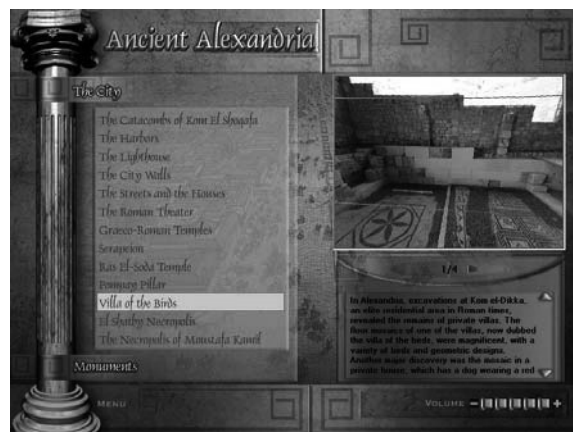 Ancient Alexandria
The City
The Catacombs of Kom El Shoqafa
The Harbors
The Lighthouse
The City Walls
The Streets and the Houses
The Roman Theater
Graeco-Roman Temples
Serapeion
Ras El-Soda Temple
Pompay Pillar
Villa of the Birds
El Shatby Necropolis
The Necropolis of Moustafa Kamil
Monuments
MENU
1/4
In Alexandria, excavations at Kom el-Dikka,
an elite residential area in Roman times,
revealed the remains of private villas. The
floor mosaics of one of the villas, now dubbed
the villa of the birds, were magnificent, with a
variety of birds and geometric designs.
Another major discovery was the mosaic in a
private house, which has a dog wearing a red
VOLUME - +